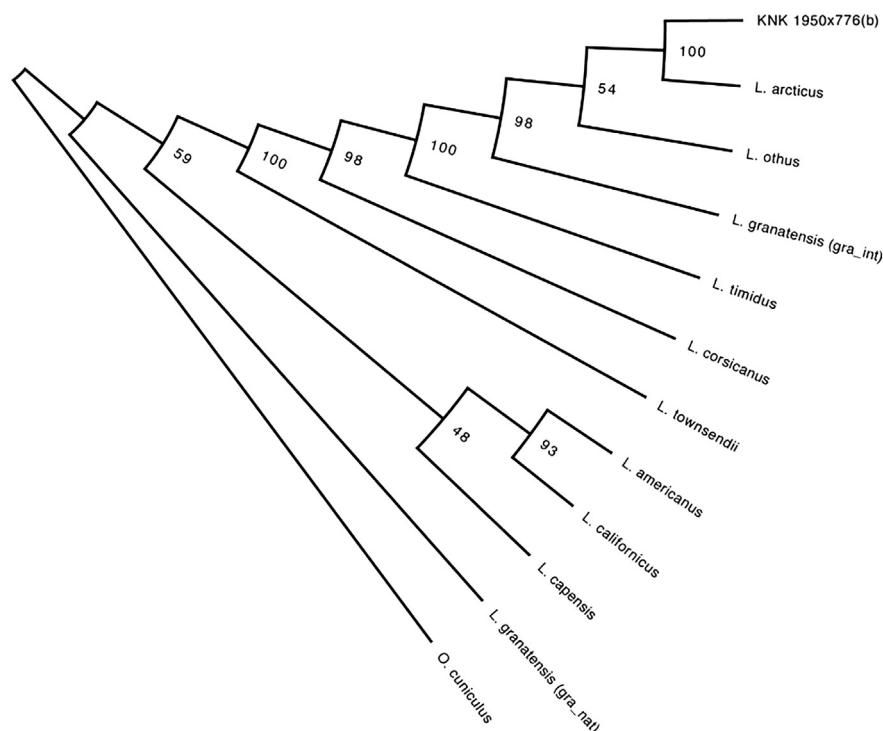 KNK 1950x776(b)
100
L. arcticus
54
98
L. othus
100
98
100
59
L. granatensis (gra_int)
L. timidus
L. corsicanus
L. townsendii
48
93
L. americanus
L. californicus
L. capensis
L. granatensis (gra_nat)
O. cuniculus